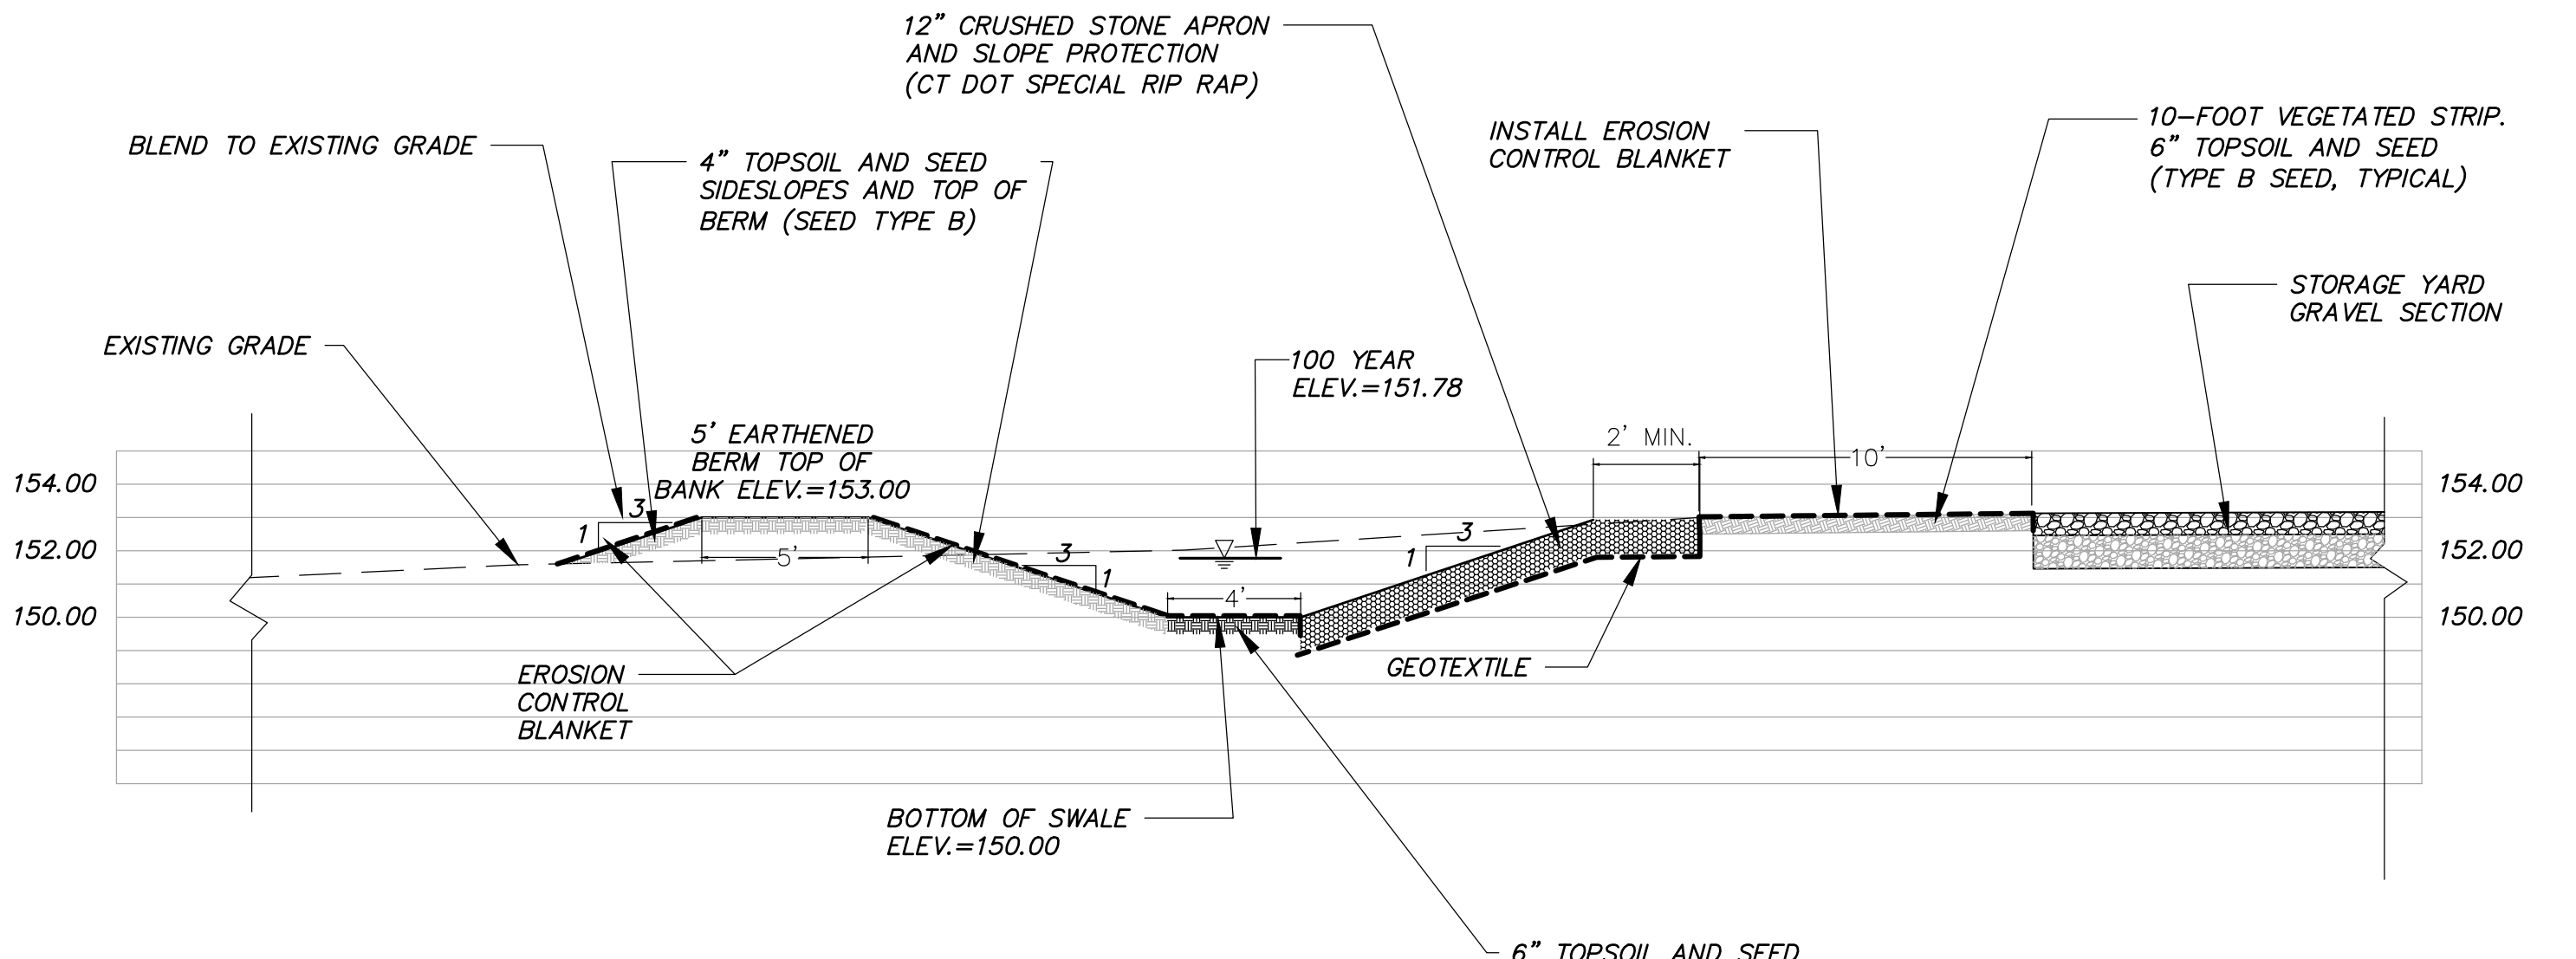 12” CRUSHED STONE APRON
AND SLOPE PROTECTION
(CT DOT SPECIAL RIP RAP)
BLEND TO EXISTING GRADE
4” TOPSOIL AND SEED
SIDESLOPES AND TOP OF
BERM (SEED TYPE B)
INSTALL EROSION
CONTROL BLANKET
10-FOOT VEGETATED STRIP.
6” TOPSOIL AND SEED
(TYPE B SEED, TYPICAL)
STORAGE YARD
GRAVEL SECTION
EXISTING GRADE
100 YEAR
ELEV.=151.78
5’ EARTHENED
BERM TOP OF
BANK ELEV.=153.00
2’ MIN.
10’
154.00
154.00
3
1
3
1
3
1
152.00
152.00
5’
4’
150.00
150.00
EROSION
CONTROL
BLANKET
GEOTEXTILE
BOTTOM OF SWALE
ELEV.=150.00
6” TOPSOIL AND SEED